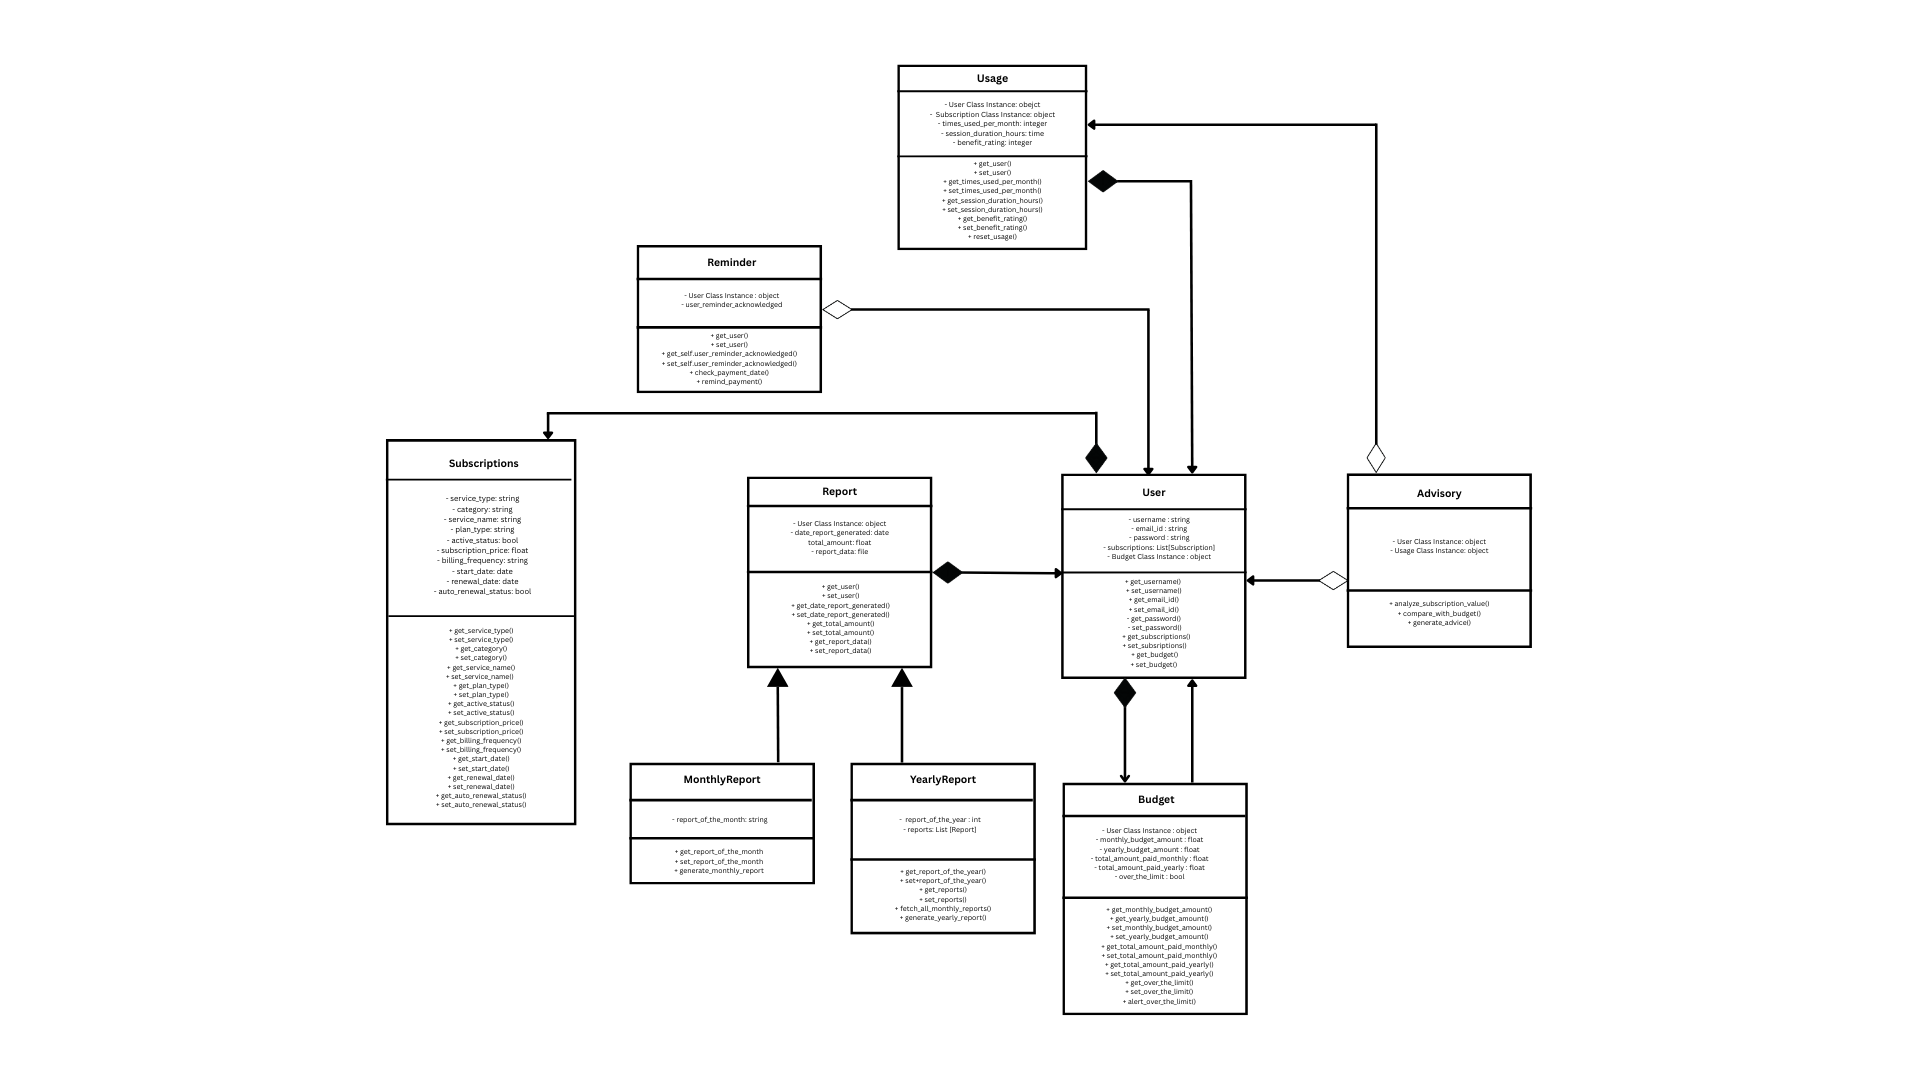 Usage
- User Class Instance: obejct
- Subscription Class Instance: object
- times_used_per_month: integer
- session_duration_hours: time
- benefit_rating: integer
+ get_user()
+ set_user()
+ get_times_used_per_month()
+ set_times_used_per_month()
+ get_session_duration_hours()
+ set_session_duration_hours()
+ get_benefit_rating()
+ set_benefit_rating()
+ reset_usage()
Reminder
- User Class Instance : object
- user_reminder_acknowledged
+ get_user()
+ set_user()
+ get_self.user_reminder_acknowledged()
+ set_self.user_reminder_acknowledged()
+ check_payment_date()
+ remind_payment()
Subscriptions
- service_type: string
- category: string
- service_name: string
- plan_type: string
- active_status: bool
- subscription_price: float
- billing_frequency: string
- start_date: date
- renewal_date: date
- auto_renewal_status: bool
+ get_service_type()
+ set_service_type()
+ get_category()
+ set_category()
+ get_service_name()
+ set_service_name()
+ get_plan_type()
+ set_plan_type()
+ get_active_status()
+ set_active_status()
+ get_subscription_price()
+ set_subscription_price()
+ get_billing_frequency()
+ set_billing_frequency()
+ get_start_date()
+ set_start_date()
+ get_renewal_date()
+ set_renewal_date()
+ get_auto_renewal_status()
+ set_auto_renewal_status()
Report
- User Class Instance: object
- date_report_generated: date
total_amount: float
- report_data: file
+ get_user()
+ set_user()
+ get_date_report_generated()
+ set_date_report_generated()
+ get_total_amount()
+ set_total_amount()
+ get_report_data()
+ set_report_data()
User
- username : string
- email_id : string
- password : string
- subscriptions: List[Subscription]
- Budget Class Instance : object
+ get_username()
+ set_username()
+ get_email_id()
+ set_email_id()
- get_password()
- set_password()
+ get_subscriptions()
+ set_subsriptions()
+ get_budget()
+ set_budget()
Advisory
- User Class Instance: object
- Usage Class Instance: object
+ analyze_subscription_value()
+ compare_with_budget()
+ generate_advice()
MonthlyReport
- report_of_the_month: string
+ get_report_of_the_month
+ set_report_of_the_month
+ generate_monthly_report
YearlyReport
- report_of_the_year : int
- reports: List [Report]
+ get_report_of_the_year()
+ set+report_of_the_year()
+ get_reports()
+ set_reports()
+ fetch_all_monthly_reports()
+ generate_yearly_report()
Budget
- User Class Instance : object
- monthly_budget_amount : float
- yearly_budget_amount : float
- total_amount_paid_monthly : float
- total_amount_paid_yearly : float
- over_the_limit : bool
+ get_monthly_budget_amount()
+ get_yearly_budget_amount()
+ set_monthly_budget_amount()
+ set_yearly_budget_amount()
+ get_total_amount_paid_monthly()
+ set_total_amount_paid_monthly()
+ get_total_amount_paid_yearly()
+ set_total_amount_paid_yearly()
+ get_over_the_limit()
+ set_over_the_limit()
+ alert_over_the_limit()